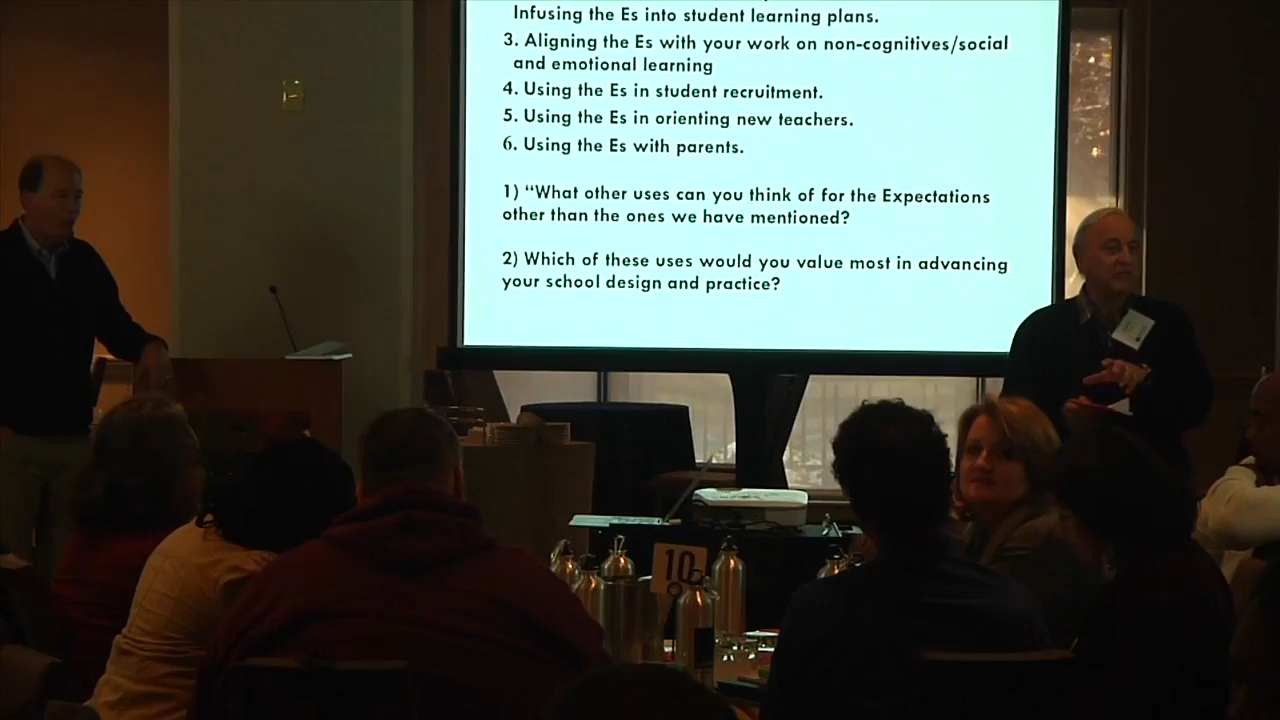 Infusing the Es into student learning plans.
3. Aligning the Es with your work on non-cognitives/social
and emotional learning
4. Using the Es in student recruitment.
5. Using the Es in orienting new teachers.
6. Using the Es with parents.
1) “What other uses can you think of for the Expectations
other than the ones we have mentioned?
2) Which of these uses would you value most in advancing
your school design and practice?
10